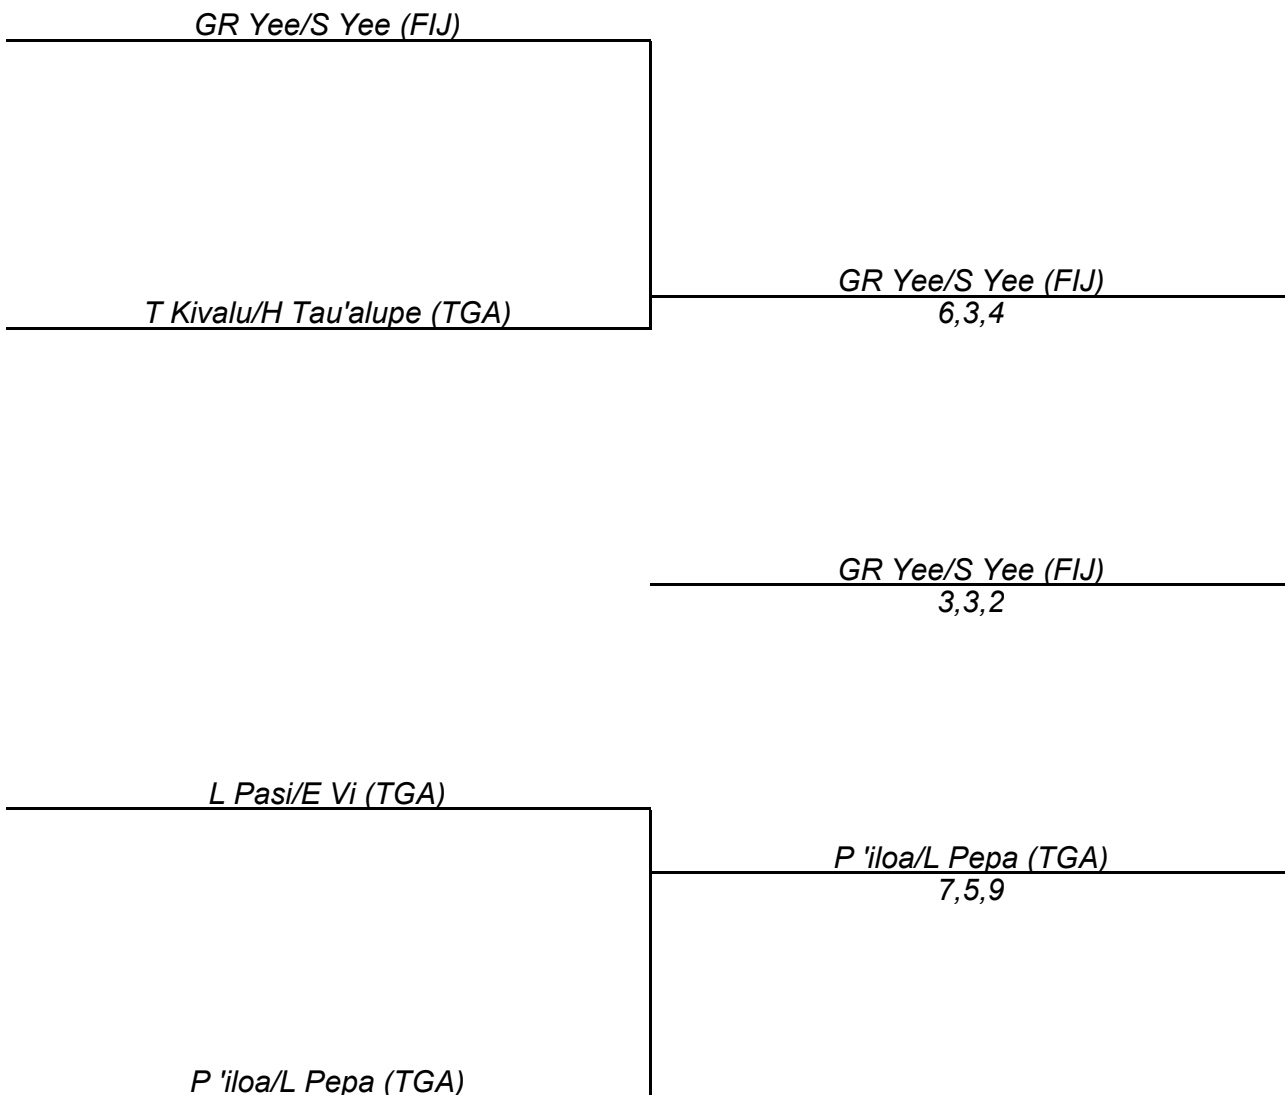 GR Yee/S Yee (FIJ)
GR Yee/S Yee (FIJ)
T Kivalu/H Tau'alupe (TGA)
6,3,4
GR Yee/S Yee (FIJ)
3,3,2
L Pasi/E Vi (TGA)
P 'iloa/L Pepa (TGA)
7,5,9
P 'iloa/L Pepa (TGA)